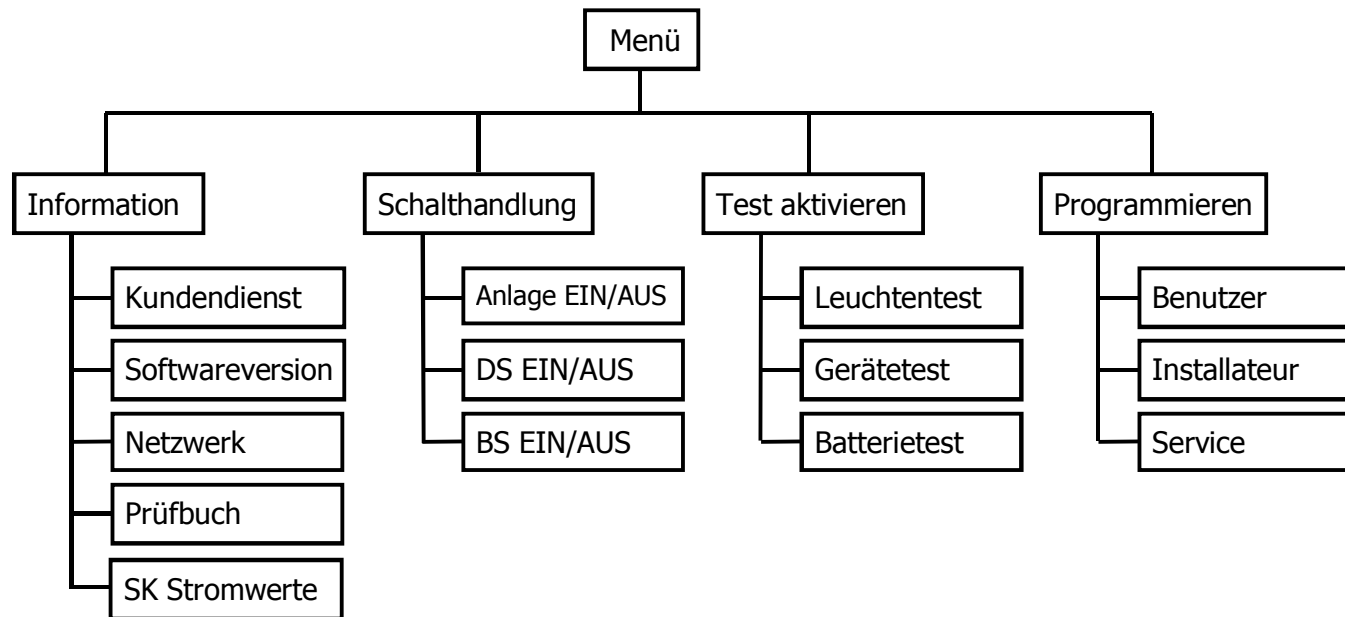 Menü
Information
Schalthandlung
Test aktivieren
Programmieren
Kundendienst
Softwareversion
Netzwerk
Prüfbuch
SK Stromwerte
Anlage EIN/AUS
DS EIN/AUS
BS EIN/AUS
Leuchtentest
Gerätetest
Batterietest
Benutzer
Installateur
Service